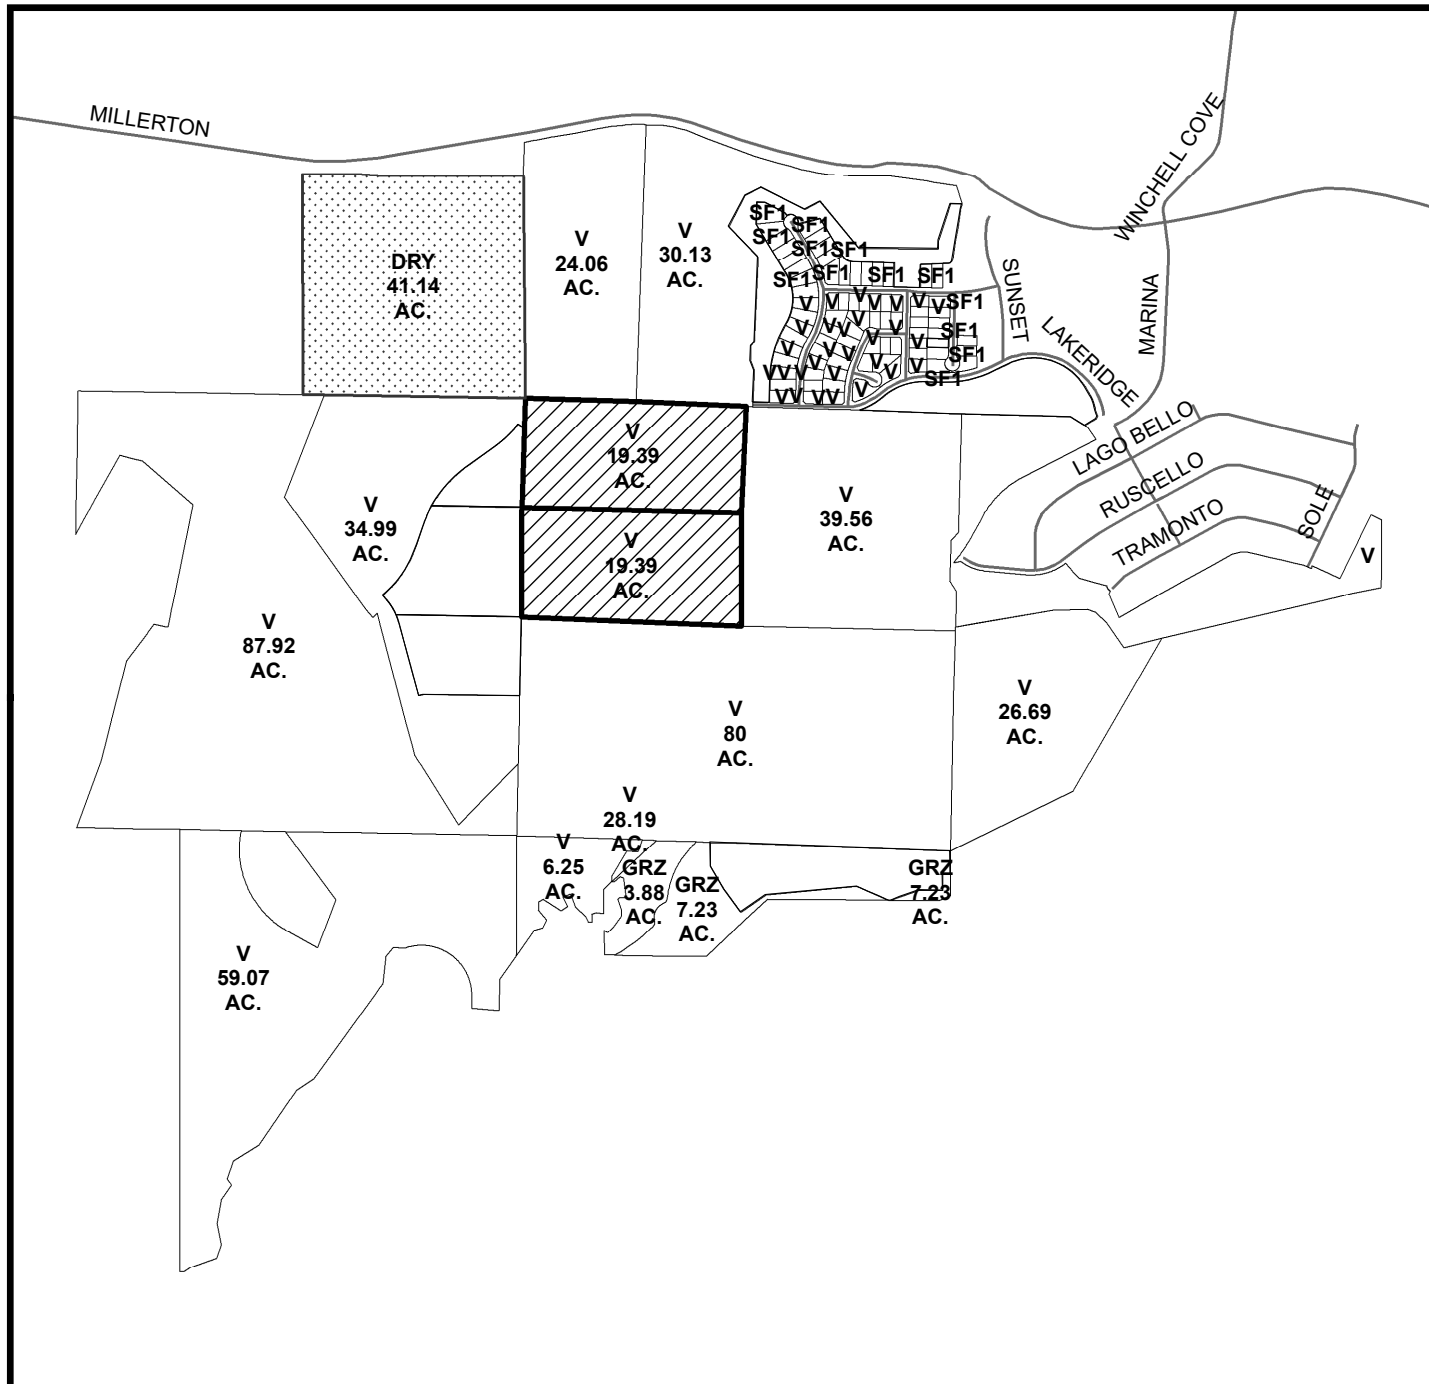 MILLERTON
WINCHELL COVE
DRY
41.14
AC.
V
24.06
AC.
V
30.13
AC.
SF1
SF1
SF1
SF1
SF1
SF1
SF1
SF1
SF1
SUNSET
MARINA
LAKERIDGE
V
V
V
V
V
V
V
SF1
V
V
V
V
V
V
V
SF1
V
V
V
V
SF1
V
V
V
V
V
V
V
SF1
V
V
V
V
V
LAGO BELLO
RUSCELLO
TRAMONTO
SOLE
V
V
19.39
AC.
V
34.99
AC.
V
39.56
AC.
V
19.39
AC.
V
87.92
AC.
V
80
AC.
V
26.69
AC.
V
28.19
AC.
V
6.25
AC.
GRZ
3.88
AC.
GRZ
7.23
AC.
GRZ
7.23
AC.
V
59.07
AC.